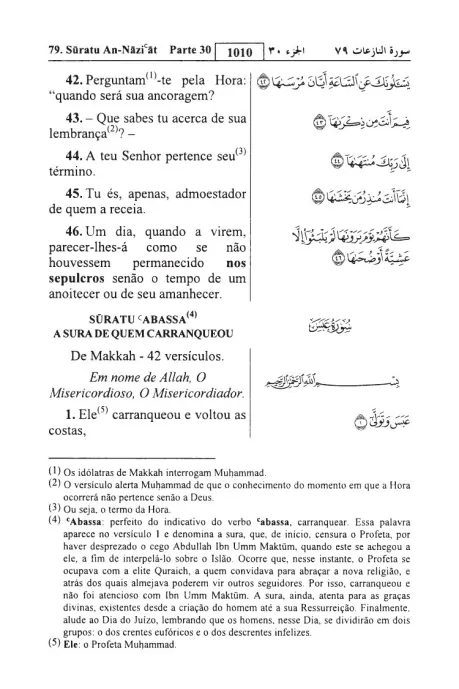 79. Sūratu An-Nāziᶜāt Parte 30 1010 الجزء ٣٠ سورة النازعات ٧٩
42. Perguntam⁽¹⁾-te pela Hora:
“quando será sua ancoragem?
يَسْـَٔلُونَكَ عَنِ ٱلسَّاعَةِ أَيَّانَ مُرْسَىٰهَا ٤٢
43. – Que sabes tu acerca de sua
lembrança⁽²⁾? –
فِيمَ أَنتَ مِن ذِكْرَىٰهَآ ٤٣
44. A teu Senhor pertence seu⁽³⁾
término.
إِلَىٰ رَبِّكَ مُنتَهَىٰهَآ ٤٤
45. Tu és, apenas, admoestador
de quem a receia.
إِنَّمَآ أَنتَ مُنذِرُ مَن يَخْشَىٰهَا ٤٥
46. Um dia, quando a virem,
parecer-lhes-á como se não
houvessem permanecido nos
sepulcros senão o tempo de um
anoitecer ou de seu amanhecer.
كَأَنَّهُمْ يَوْمَ يَرَوْنَهَا لَمْ يَلْبَثُوٓا۟ إِلَّا
عَشِيَّةً أَوْ ضُحَىٰهَا ٤٦
SŪRATU ᶜABASSA⁽⁴⁾
A SURA DE QUEM CARRANQUEOU
سُورَةُ عَبَسَ
De Makkah - 42 versículos.
Em nome de Allah, O
Misericordioso, O Misericordiador.
بِسْمِ ٱللَّهِ ٱلرَّحْمَـٰنِ ٱلرَّحِيمِ
1. Ele⁽⁵⁾ carranqueou e voltou as
costas,
عَبَسَ وَتَوَلَّىٰٓ ١
(1) Os idólatras de Makkah interrogam Muḥammad.
(2) O versículo alerta Muḥammad de que o conhecimento do momento em que a Hora
ocorrerá não pertence senão a Deus.
(3) Ou seja, o termo da Hora.
(4) ᶜAbassa: perfeito do indicativo do verbo ᶜabassa, carranquear. Essa palavra
aparece no versículo 1 e denomina a sura, que, de início, censura o Profeta, por
haver desprezado o cego Abdullah Ibn Umm Maktūm, quando este se achegou a
ele, a fim de interpelá-lo sobre o Islão. Ocorre que, nesse instante, o Profeta se
ocupava com a elite Quraich, a quem convidava para abraçar a nova religião, e
atrás dos quais almejava poderem vir outros seguidores. Por isso, carranqueou e
não foi atencioso com Ibn Umm Maktūm. A sura, ainda, atenta para as graças
divinas, existentes desde a criação do homem até a sua Ressurreição. Finalmente,
alude ao Dia do Juízo, lembrando que os homens, nesse Dia, se dividirão em dois
grupos: o dos crentes eufóricos e o dos descrentes infelizes.
(5) Ele: o Profeta Muḥammad.